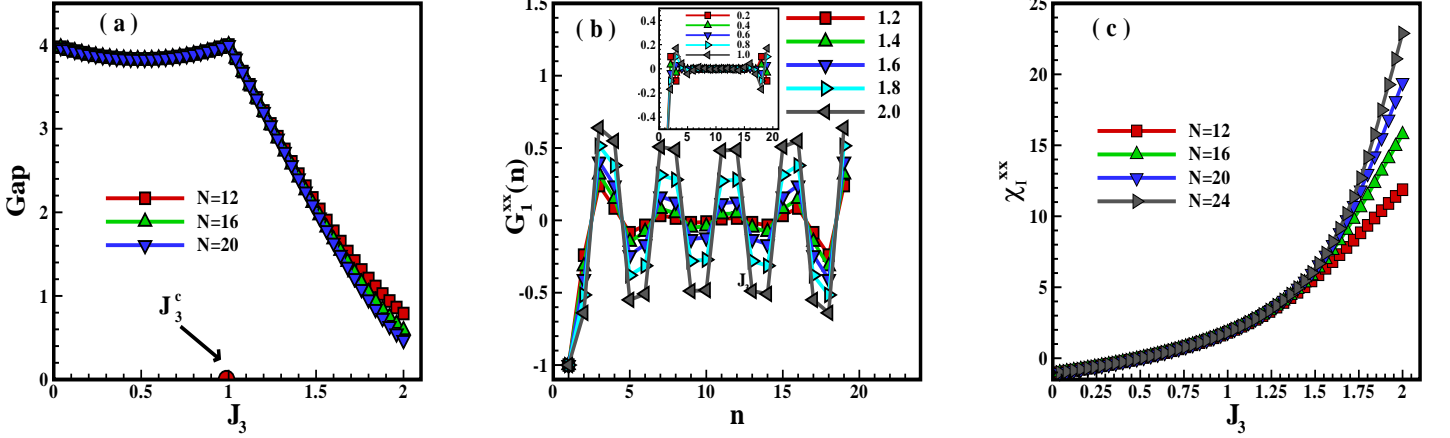 ( a )
Gap
4
3
2
1
0
N=12
N=16
N=20
J3c
0 0.5 1 1.5 2
J3
( b )
G1xx(n)
1.5
1
0.5
0
-0.5
-1
0.4
0.2
0
-0.2
-0.4
0.2
0.4
0.6
0.8
1.0
0 5 10 15 20
1.2
1.4
1.6
1.8
2.0
J
0 5 10 15 20
n
( c )
χIxx
25
20
15
10
5
0
N=12
N=16
N=20
N=24
0 0.25 0.5 0.75 1 1.25 1.5 1.75 2
J3